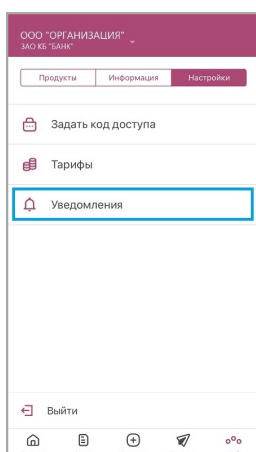 ООО "ОРГАНИЗАЦИЯ"
ЗАО КБ "БАНК"
Продукты Информация Настройки
Задать код доступа
Тарифы
Уведомления
Выйти